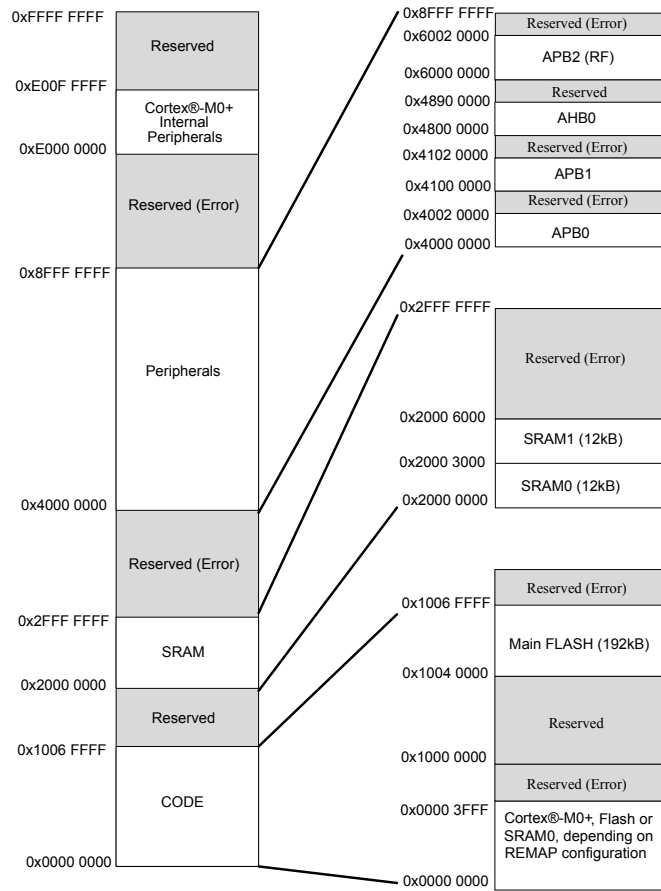 0xFFFF FFFF
Reserved
0xE00F FFFF
Cortex®-M0+
Internal
Peripherals
0xE000 0000
Reserved (Error)
0x8FFF FFFF
Peripherals
0x4000 0000
Reserved (Error)
0x2FFF FFFF
SRAM
0x2000 0000
Reserved
0x1006 FFFF
CODE
0x0000 0000
0x8FFF FFFF
Reserved (Error)
0x6002 0000
APB2 (RF)
0x6000 0000
Reserved
0x4890 0000
AHB0
0x4800 0000
Reserved (Error)
0x4102 0000
APB1
0x4100 0000
Reserved (Error)
0x4002 0000
APB0
0x4000 0000
0x2FFF FFFF
Reserved (Error)
0x2000 6000
SRAM1 (12kB)
0x2000 3000
SRAM0 (12kB)
0x2000 0000
Reserved (Error)
0x1006 FFFF
Main FLASH (192kB)
0x1004 0000
Reserved
0x1000 0000
Reserved (Error)
0x0000 3FFF
Cortex®-M0+, Flash or
SRAM0, depending on
REMAP configuration
0x0000 0000